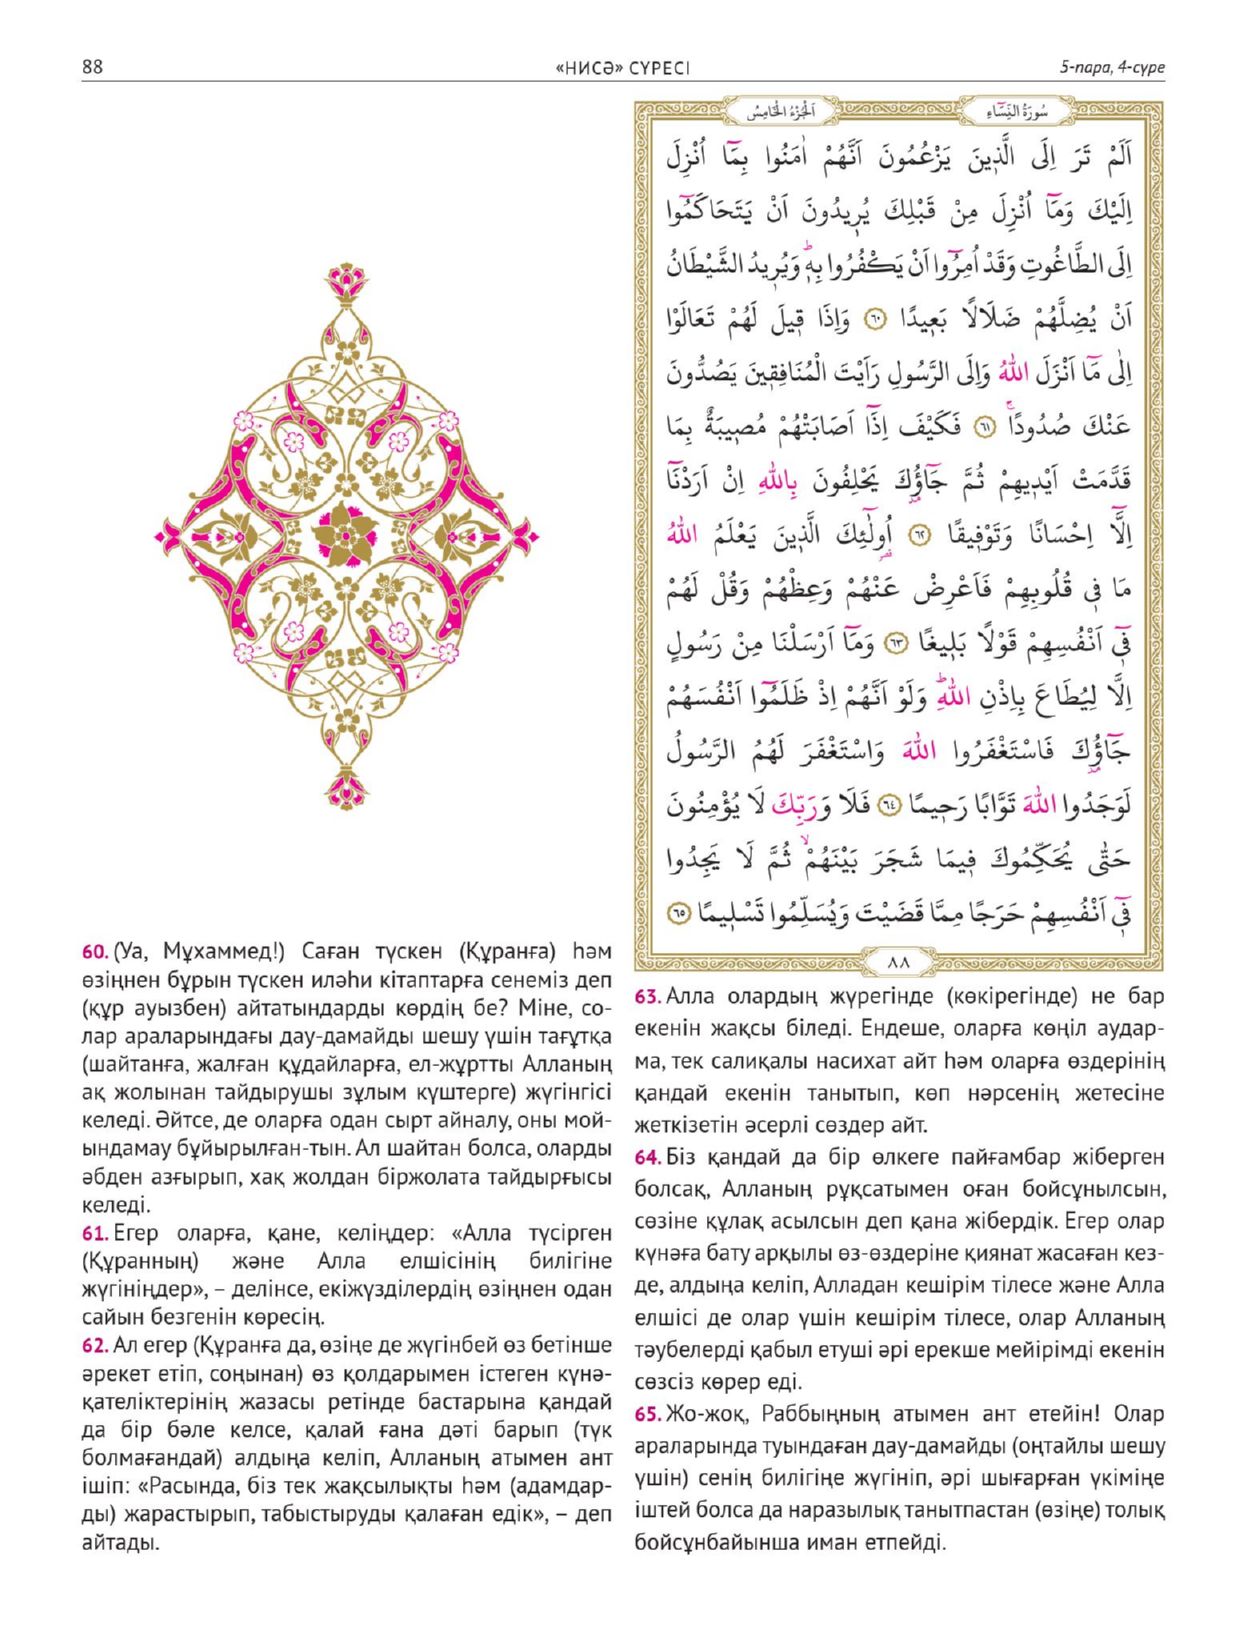 88
«НИСӘ» СҮРЕСІ
5-пара, 4-сүре
سُورَةُ النِّسَٓاءِ
اَلْجُزْءُ الْخَامِسُ
اَلَمْ تَرَ اِلَى الَّذ۪ينَ يَزْعُمُونَ اَنَّهُمْ اٰمَنُوا بِمَٓا اُنْزِلَ
اِلَيْكَ وَمَٓا اُنْزِلَ مِنْ قَبْلِكَ يُر۪يدُونَ اَنْ يَتَحَاكَمُٓوا
اِلَى الطَّاغُوتِ وَقَدْ اُمِرُٓوا اَنْ يَكْفُرُوا بِه۪ۜ وَيُر۪يدُ الشَّيْطَانُ
اَنْ يُضِلَّهُمْ ضَلَالًا بَع۪يدًا ﴿٦٠﴾ وَاِذَا ق۪يلَ لَهُمْ تَعَالَوْا
اِلٰى مَٓا اَنْزَلَ اللّٰهُ وَاِلَى الرَّسُولِ رَاَيْتَ الْمُنَافِق۪ينَ يَصُدُّونَ
عَنْكَ صُدُودًاۚ ﴿٦١﴾ فَكَيْفَ اِذَٓا اَصَابَتْهُمْ مُص۪يبَةٌ بِمَا
قَدَّمَتْ اَيْد۪يهِمْ ثُمَّ جَٓاؤُ۫كَ يَحْلِفُونَ بِاللّٰهِ اِنْ اَرَدْنَٓا
اِلَّٓا اِحْسَانًا وَتَوْف۪يقًا ﴿٦٢﴾ اُو۬لٰٓئِكَ الَّذ۪ينَ يَعْلَمُ اللّٰهُ
مَا ف۪ي قُلُوبِهِمْ فَاَعْرِضْ عَنْهُمْ وَعِظْهُمْ وَقُلْ لَهُمْ
ف۪ٓي اَنْفُسِهِمْ قَوْلًا بَل۪يغًا ﴿٦٣﴾ وَمَٓا اَرْسَلْنَا مِنْ رَسُولٍ
اِلَّا لِيُطَاعَ بِاِذْنِ اللّٰهِۜ وَلَوْ اَنَّهُمْ اِذْ ظَلَمُٓوا اَنْفُسَهُمْ
جَٓاؤُ۫كَ فَاسْتَغْفَرُوا اللّٰهَ وَاسْتَغْفَرَ لَهُمُ الرَّسُولُ
لَوَجَدُوا اللّٰهَ تَوَّابًا رَح۪يمًا ﴿٦٤﴾ فَلَا وَرَبِّكَ لَا يُؤْمِنُونَ
حَتّٰى يُحَكِّمُوكَ ف۪يمَا شَجَرَ بَيْنَهُمْۙ ثُمَّ لَا يَجِدُوا
ف۪ٓي اَنْفُسِهِمْ حَرَجًا مِمَّا قَضَيْتَ وَيُسَلِّمُوا تَسْل۪يمًا ﴿٦٥﴾
٨٨
60. (Уа, Мұхаммед!) Саған түскен (Құранға) һәм
өзіңнен бұрын түскен иләһи кітаптарға сенеміз деп
(құр ауызбен) айтатындарды көрдің бе? Міне, со-
лар араларындағы дау-дамайды шешу үшін тағұтқа
(шайтанға, жалған құдайларға, ел-жұртты Алланың
ақ жолынан тайдырушы зұлым күштерге) жүгінгісі
келеді. Әйтсе, де оларға одан сырт айналу, оны мой-
ындамау бұйырылған-тын. Ал шайтан болса, оларды
әбден азғырып, хақ жолдан біржолата тайдырғысы
келеді.
61. Егер оларға, қане, келіңдер: «Алла түсірген
(Құранның) және Алла елшісінің билігіне
жүгініңдер», – делінсе, екіжүзділердің өзіңнен одан
сайын безгенін көресің.
62. Ал егер (Құранға да, өзіңе де жүгінбей өз бетінше
әрекет етіп, соңынан) өз қолдарымен істеген күнә-
қателіктерінің жазасы ретінде бастарына қандай
да бір бәле келсе, қалай ғана дәті барып (түк
болмағандай) алдыңа келіп, Алланың атымен ант
ішіп: «Расында, біз тек жақсылықты һәм (адамдар-
ды) жарастырып, табыстыруды қалаған едік», – деп
айтады.
63. Алла олардың жүрегінде (көкірегінде) не бар
екенін жақсы біледі. Ендеше, оларға көңіл аудар-
ма, тек салиқалы насихат айт һәм оларға өздерінің
қандай екенін танытып, көп нәрсенің жетесіне
жеткізетін әсерлі сөздер айт.
64. Біз қандай да бір өлкеге пайғамбар жіберген
болсақ, Алланың рұқсатымен оған бойсұнылсын,
сөзіне құлақ асылсын деп қана жібердік. Егер олар
күнәға бату арқылы өз-өздеріне қиянат жасаған кез-
де, алдыңа келіп, Алладан кешірім тілесе және Алла
елшісі де олар үшін кешірім тілесе, олар Алланың
тәубелерді қабыл етуші әрі ерекше мейірімді екенін
сөзсіз көрер еді.
65. Жо-жоқ, Раббыңның атымен ант етейін! Олар
араларында туындаған дау-дамайды (оңтайлы шешу
үшін) сенің билігіңе жүгініп, әрі шығарған үкіміңе
іштей болса да наразылық танытпастан (өзіңе) толық
бойсұнбайынша иман етпейді.